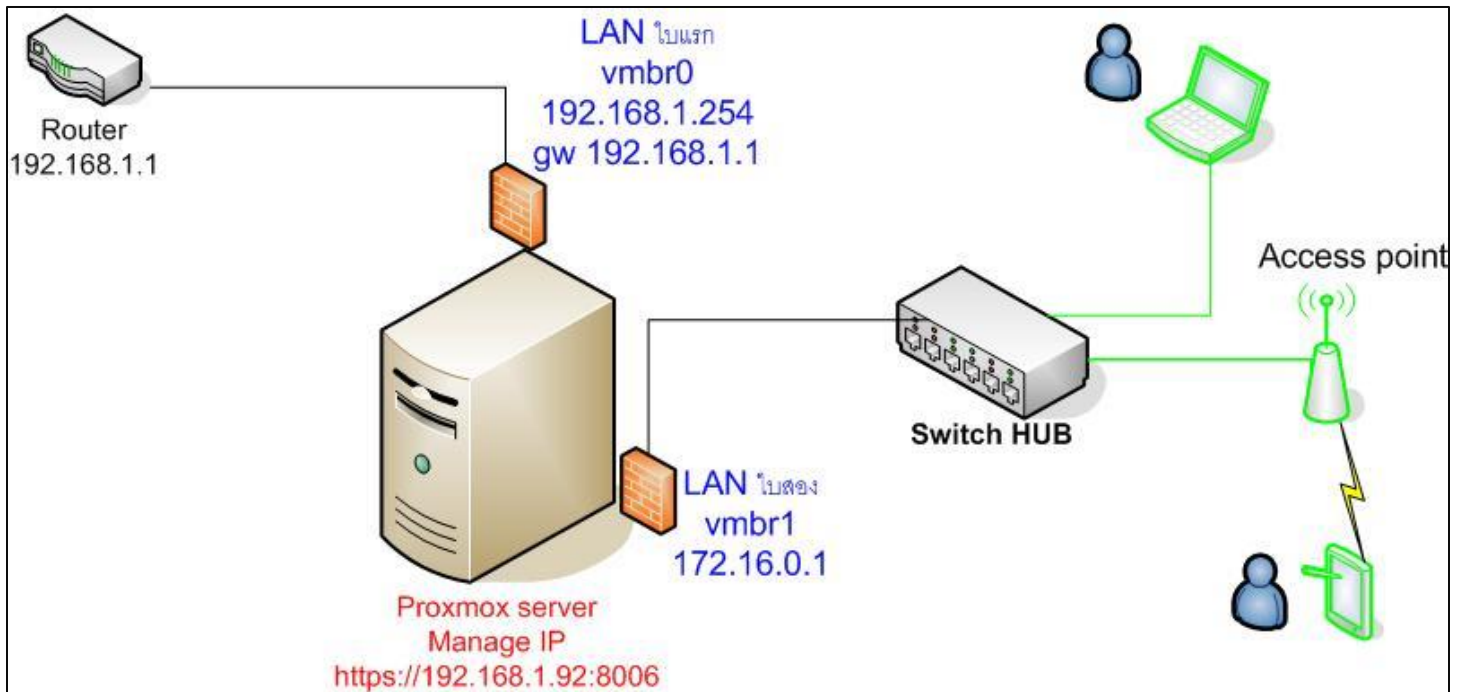 LAN ใบแรก
vmbr0
192.168.1.254
gw 192.168.1.1
Router
192.168.1.1
Access point
Switch HUB
LAN ใบสอง
vmbr1
172.16.0.1
Proxmox server
Manage IP
https://192.168.1.92:8006